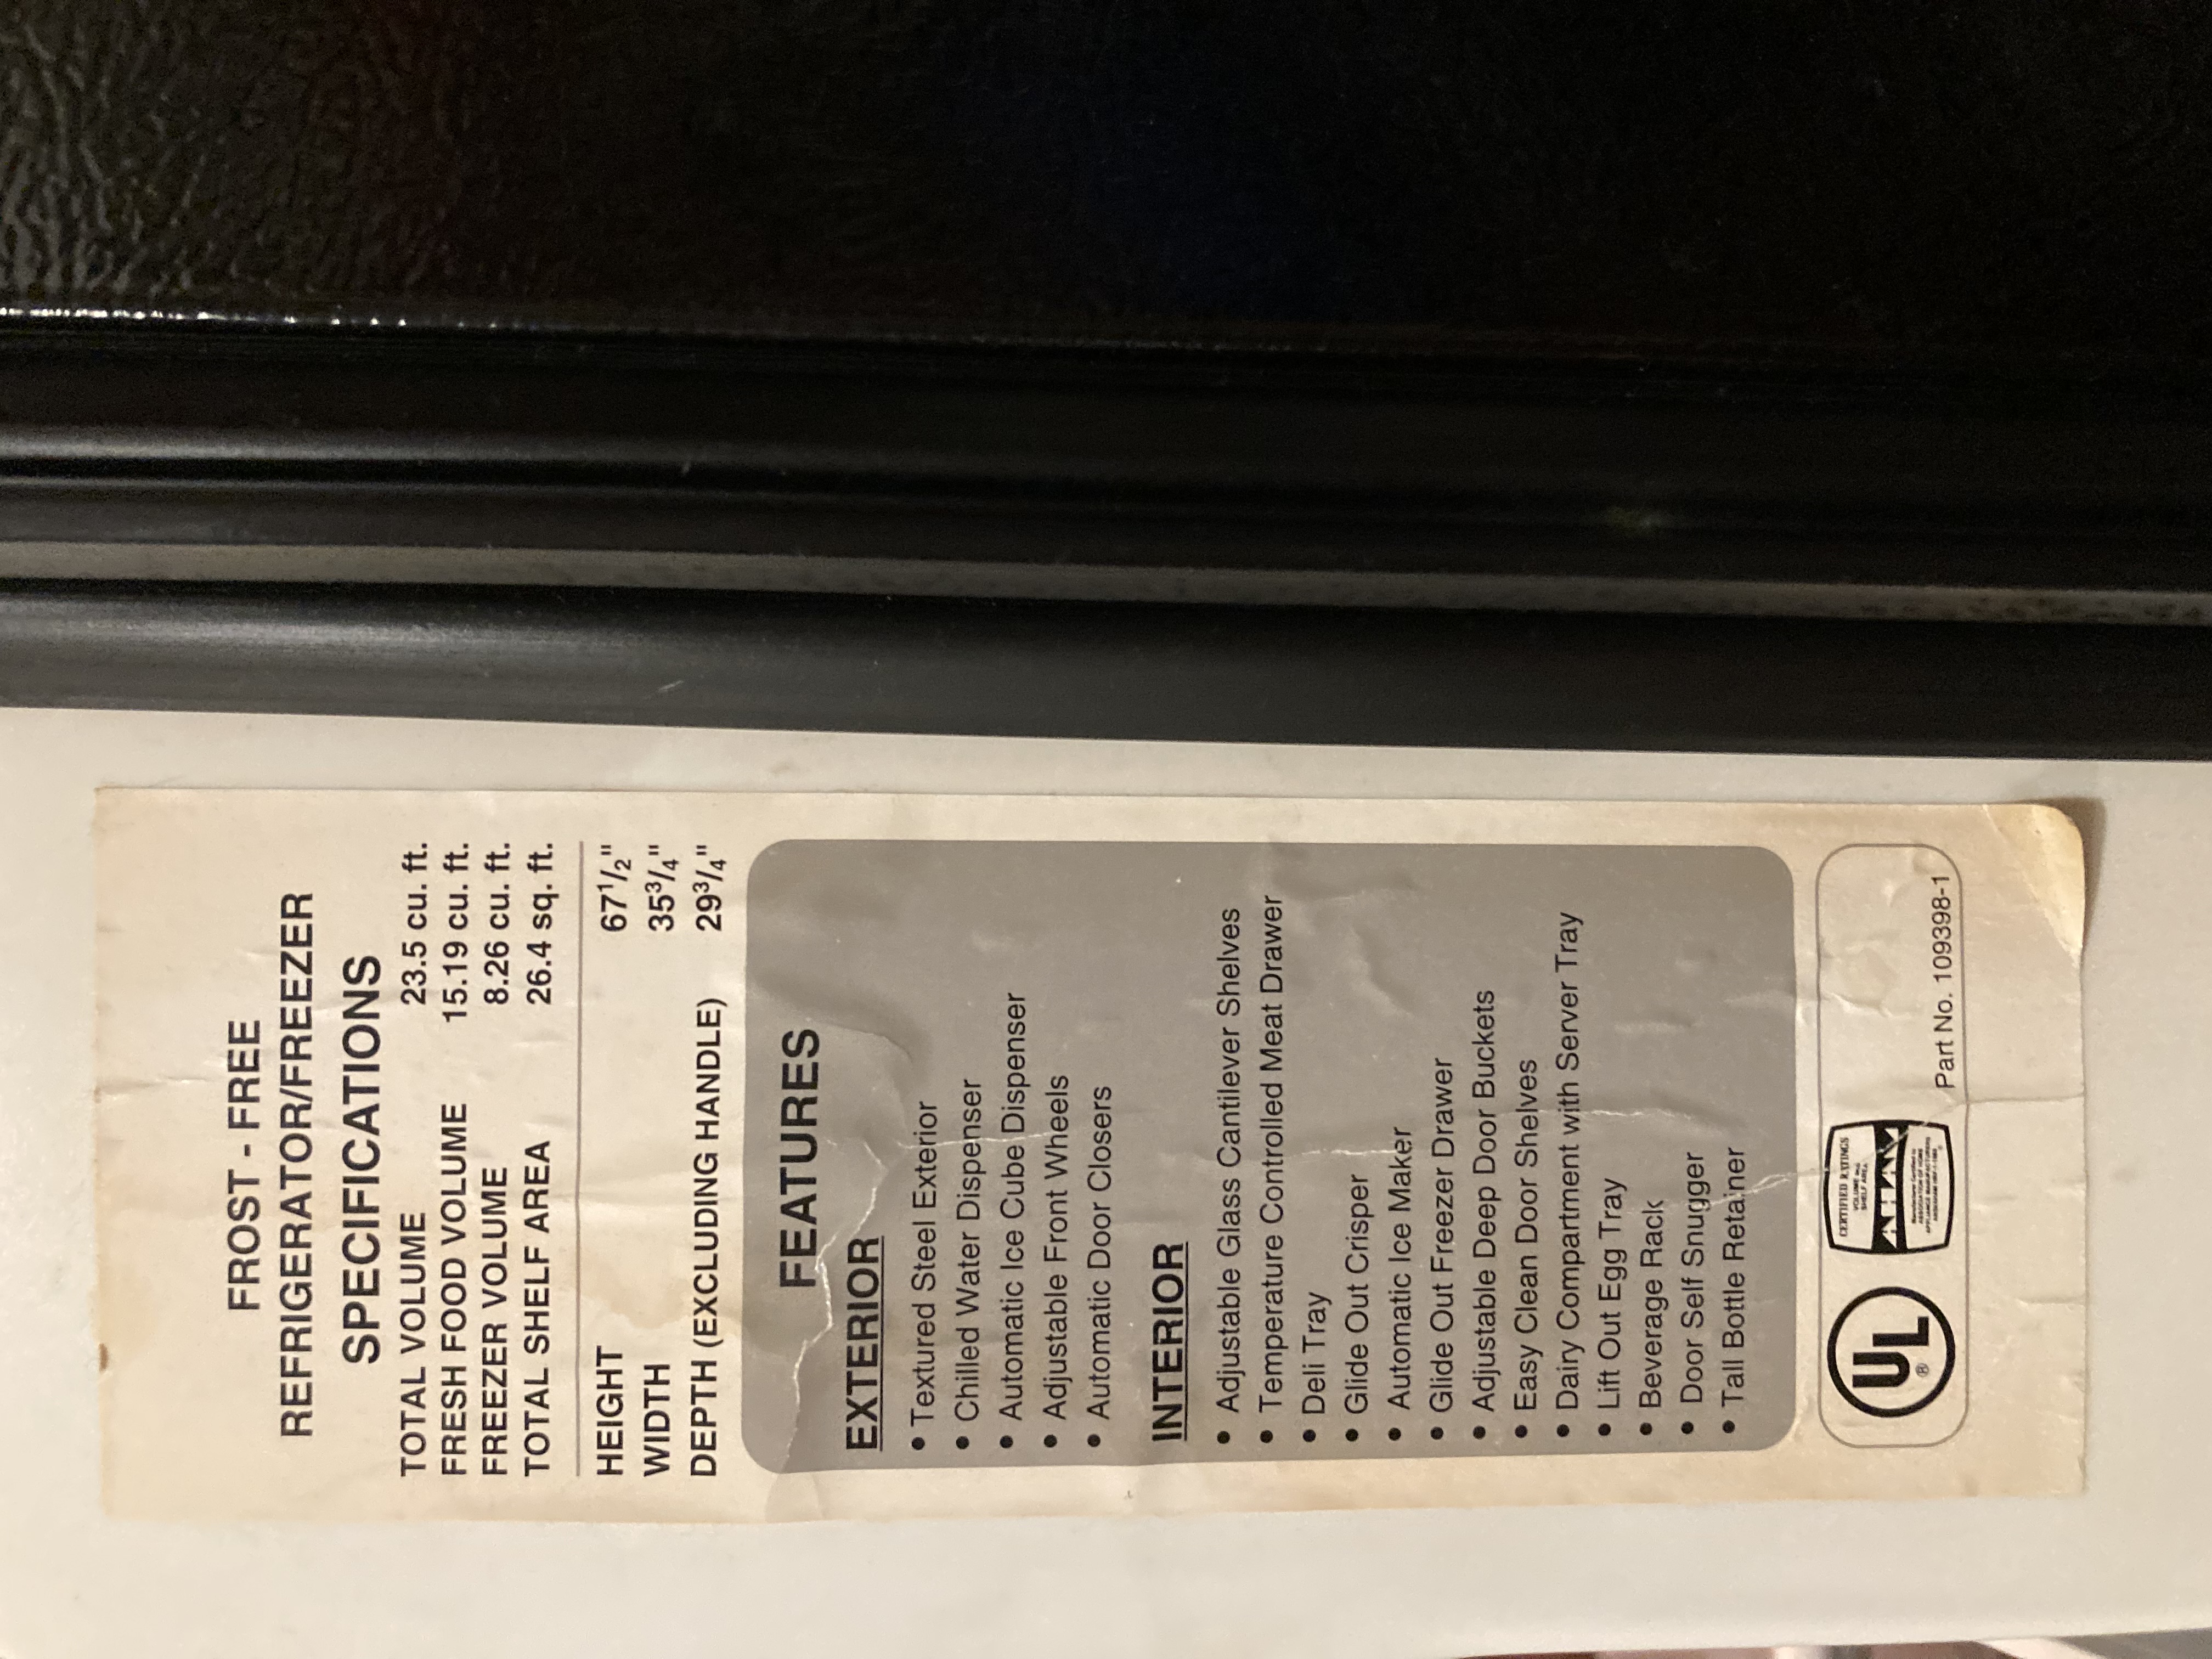 FROST - FREE
REFRIGERATOR/FREEZER
SPECIFICATIONS
TOTAL VOLUME 23.5 cu. ft.
FRESH FOOD VOLUME 15.19 cu. ft.
FREEZER VOLUME 8.26 cu. ft.
TOTAL SHELF AREA 26.4 sq. ft.
HEIGHT 67 1/2"
WIDTH 35 3/4"
DEPTH (EXCLUDING HANDLE) 29 3/4"
FEATURES
EXTERIOR
• Textured Steel Exterior
• Chilled Water Dispenser
• Automatic Ice Cube Dispenser
• Adjustable Front Wheels
• Automatic Door Closers
INTERIOR
• Adjustable Glass Cantilever Shelves
• Temperature Controlled Meat Drawer
• Deli Tray
• Glide Out Crisper
• Automatic Ice Maker
• Glide Out Freezer Drawer
• Adjustable Deep Door Buckets
• Easy Clean Door Shelves
• Dairy Compartment with Server Tray
• Lift Out Egg Tray
• Beverage Rack
• Door Self Snugger
• Tall Bottle Retainer
UL ®
CERTIFIED RATINGS
VOLUME and
SHELF AREA
AHAM
Part No. 109398-1